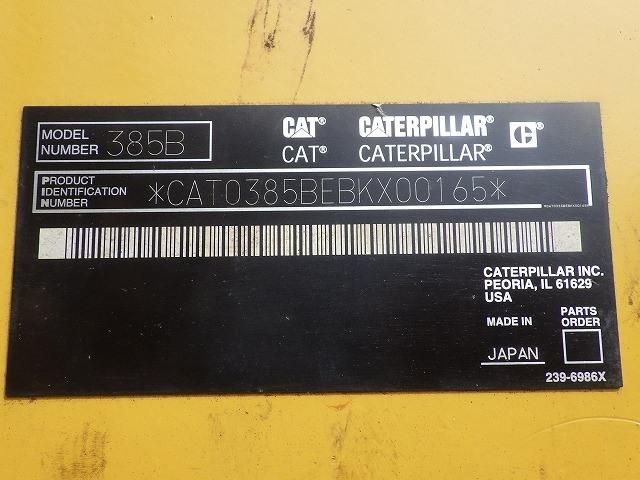 MODEL
NUMBER 385B
CAT® CATERPILLAR® C®
CAT® CATERPILLAR®
PRODUCT
IDENTIFICATION
NUMBER
*CAT0385BEBKX00165*
*CAT0385BEBKX00165*
CATERPILLAR INC.
PEORIA, IL 61629
USA
MADE IN
JAPAN
PARTS
ORDER
239-6986X